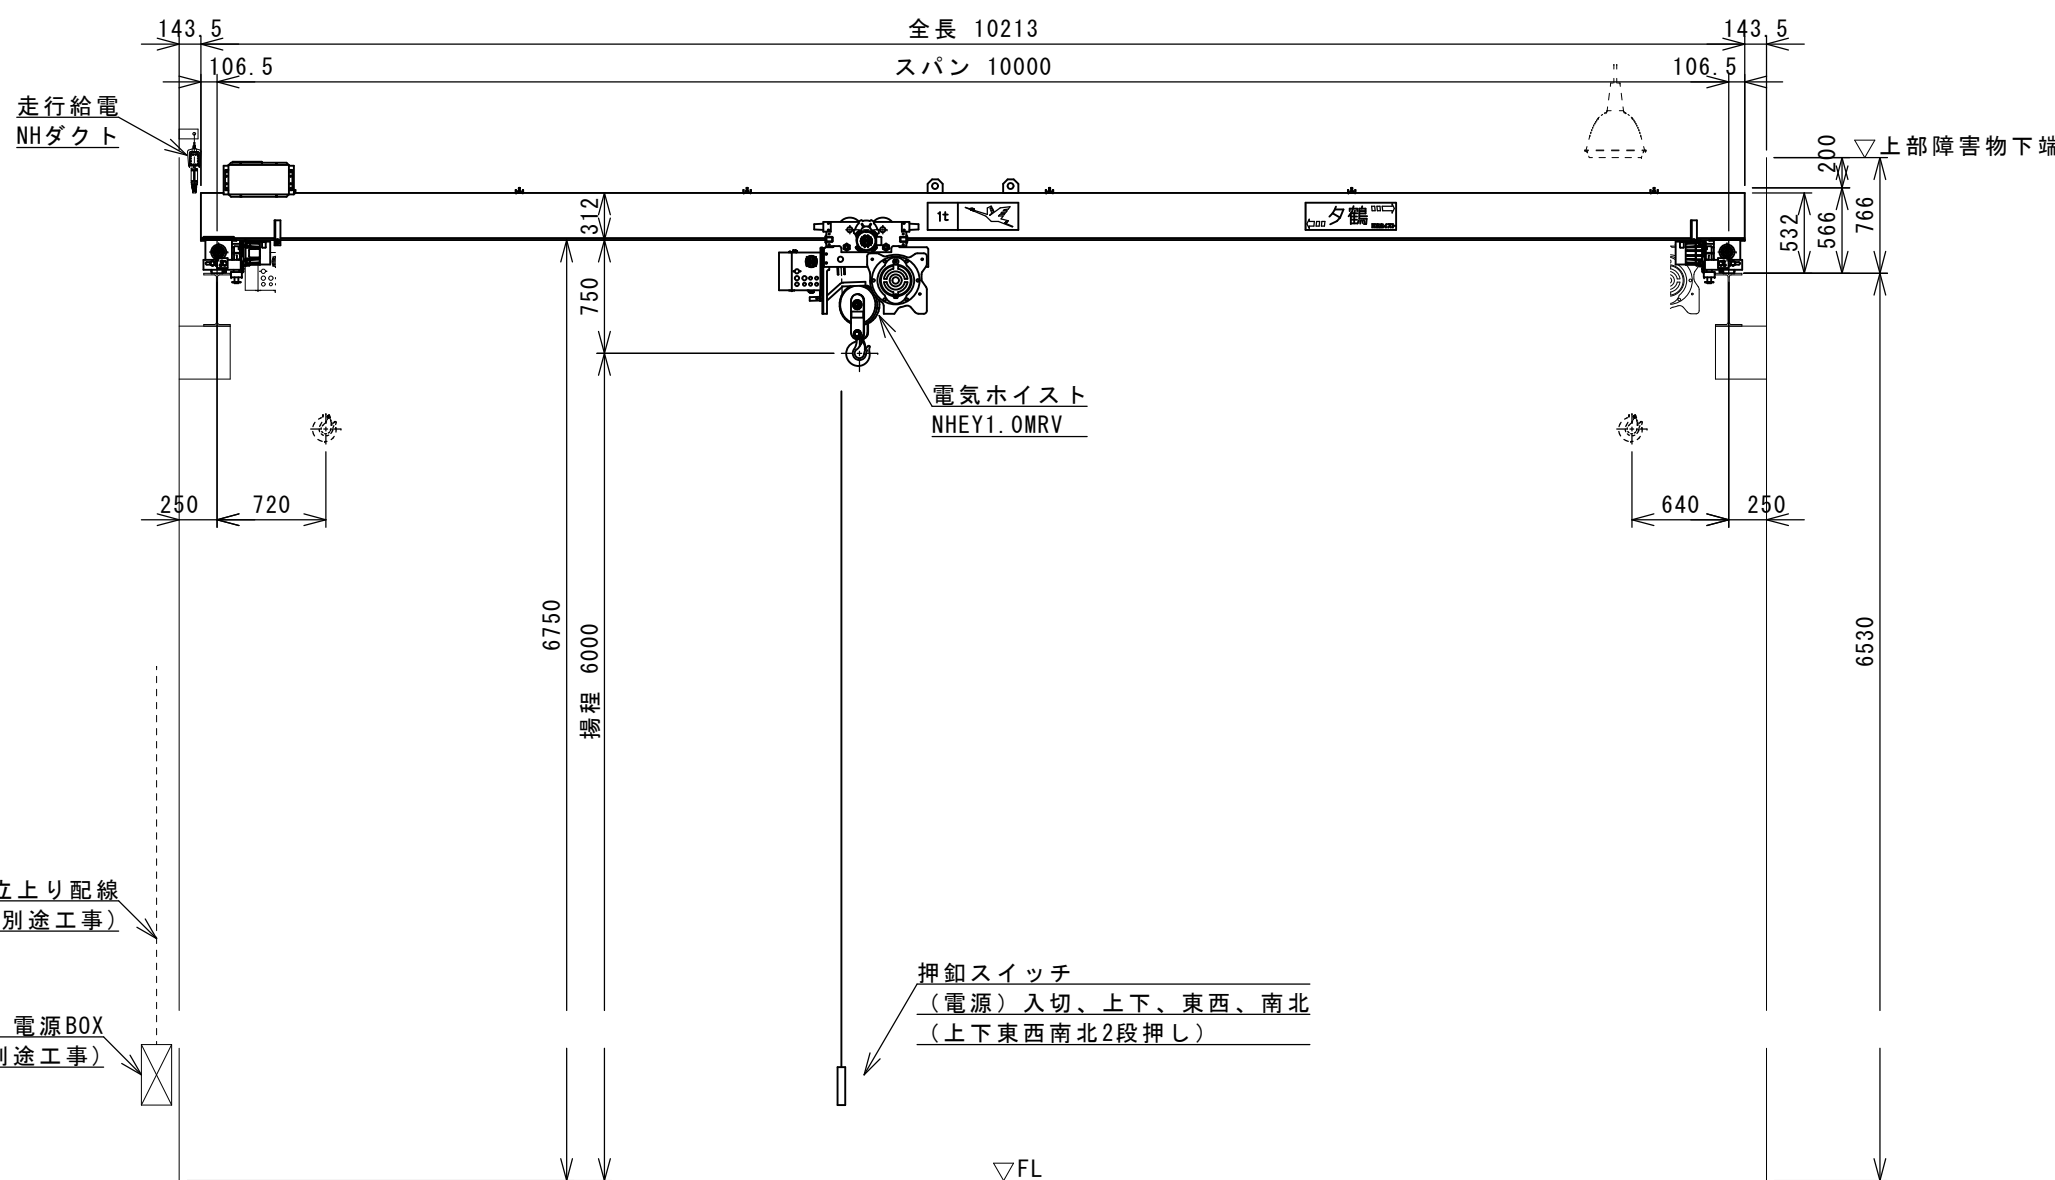 143.5
全長 10213
143.5
106.5
スパン 10000
106.5
走行給電
NHダクト
200
▽上部障害物下端
312
1t
夕鶴
532
566
766
750
電気ホイスト
NHEY1.0MRV
250
720
640
250
6750
揚程 6000
6530
立上り配線
別途工事）
押釦スイッチ
（電源）入切、上下、東西、南北
（上下東西南北2段押し）
電源BOX
別途工事）
▽FL